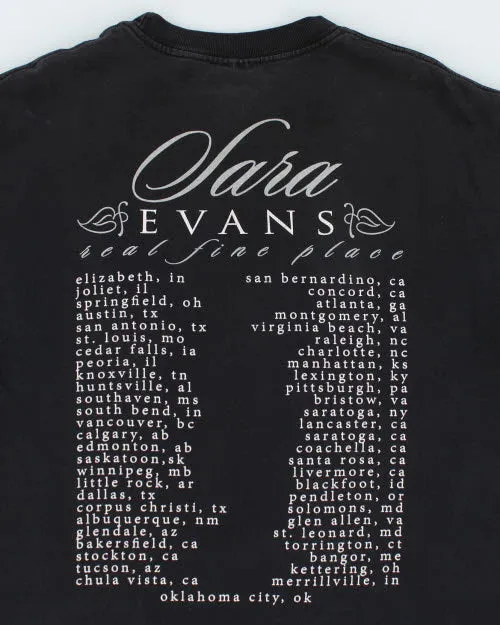 Sara
EVANS
real fine place
elizabeth, in
joliet, il
springfield, oh
austin, tx
san antonio, tx
st. louis, mo
cedar falls, ia
peoria, il
knoxville, tn
huntsville, al
southaven, ms
south bend, in
vancouver, bc
calgary, ab
edmonton, ab
saskatoon,sk
winnipeg, mb
little rock, ar
dallas, tx
corpus christi, tx
albuquerque, nm
glendale, az
bakersfield, ca
stockton, ca
tucson, az
chula vista, ca
san bernardino, ca
concord, ca
atlanta, ga
montgomery, al
virginia beach, va
raleigh, nc
charlotte, nc
manhattan, ks
lexington, ky
pittsburgh, pa
bristow, va
saratoga, ny
lancaster, ca
saratoga, ca
coachella, ca
santa rosa, ca
livermore, ca
blackfoot, id
pendleton, or
solomons, md
glen allen, va
st. leonard, md
torrington, ct
bangor, me
kettering, oh
merrillville, in
oklahoma city, ok